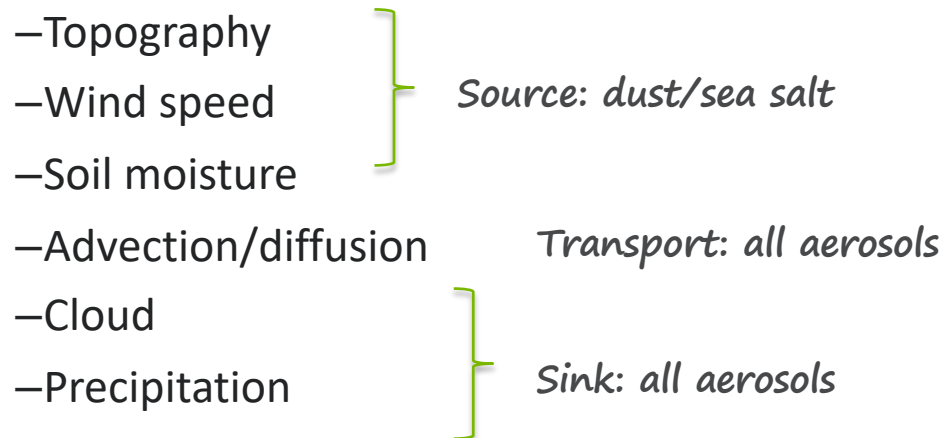 –Topography
–Wind speed
Source: dust/sea salt
–Soil moisture
–Advection/diffusion
Transport: all aerosols
–Cloud
–Precipitation
Sink: all aerosols